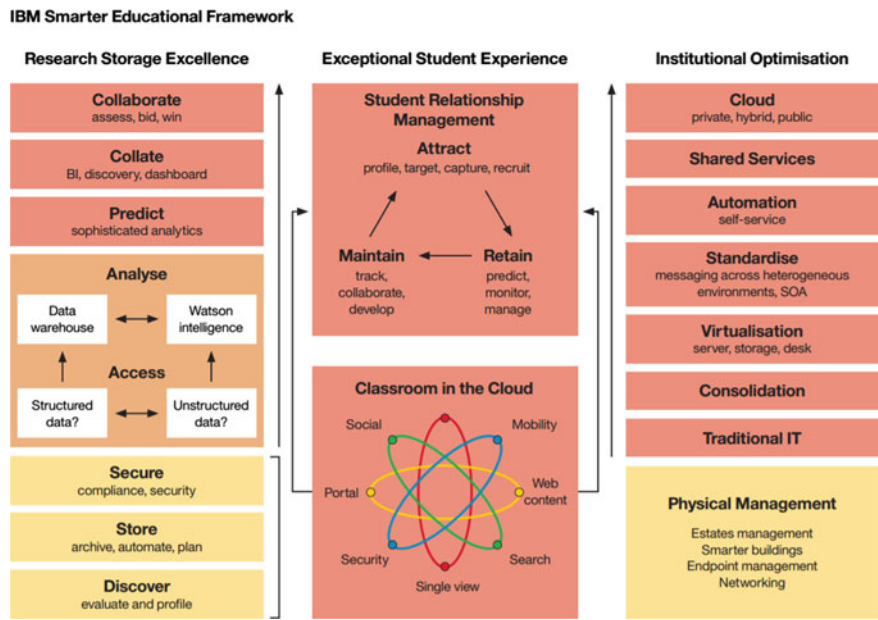 IBM Smarter Educational Framework
Research Storage Excellence
Collaborate
assess, bid, win
Collate
BI, discovery, dashboard
Predict
sophisticated analytics
Analyse
Data
warehouse
Watson
intelligence
Access
Structured
data?
Unstructured
data?
Secure
compliance, security
Store
archive, automate, plan
Discover
evaluate and profile
Exceptional Student Experience
Student Relationship
Management
Attract
profile, target, capture, recruit
Maintain
track,
collaborate,
develop
Retain
predict,
monitor,
manage
Classroom in the Cloud
Social
Mobility
Portal
Web
content
Security
Search
Single view
Institutional Optimisation
Cloud
private, hybrid, public
Shared Services
Automation
self-service
Standardise
messaging across heterogeneous
environments, SOA
Virtualisation
server, storage, desk
Consolidation
Traditional IT
Physical Management
Estates management
Smarter buildings
Endpoint management
Networking